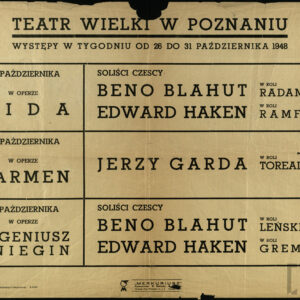 TEATR WIELKI W POZNANIU
WYSTĘPY W TYGODNIU OD 26 DO 31 PAŹDZIERNIKA 1948
PAŹDZIERNIKA
W OPERZE
IDA
SOLIŚCI CZESCY
BENO BLAHUT W ROLI RADAM
EDWARD HAKEN W ROLI RAMF
PAŹDZIERNIKA
W OPERZE
ARMEN
JERZY GARDA W ROLI TOREAD
PAŹDZIERNIKA
W OPERZE
GENIUSZ
NIEGIN
SOLIŚCI CZESCY
BENO BLAHUT W ROLI LEŃSKI
EDWARD HAKEN W ROLI GREM
"MERKURIUSZ"